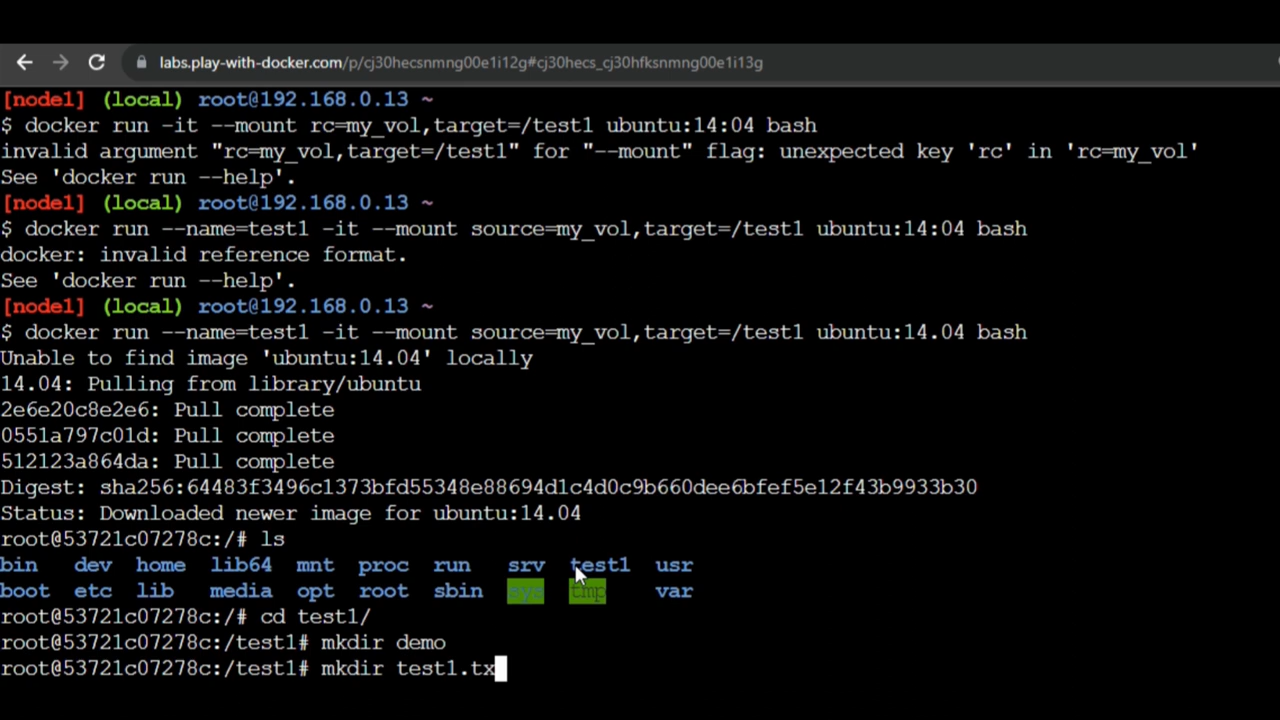 labs.play-with-docker.com/p/cj30hecsnmng00e1i12g#cj30hecs_cj30hfksnmng00e1i13g
[node1] (local) root@192.168.0.13 ~
$ docker run -it --mount rc=my_vol,target=/test1 ubuntu:14:04 bash
invalid argument "rc=my_vol,target=/test1" for "--mount" flag: unexpected key 'rc' in 'rc=my_vol'
See 'docker run --help'.
[node1] (local) root@192.168.0.13 ~
$ docker run --name=test1 -it --mount source=my_vol,target=/test1 ubuntu:14:04 bash
docker: invalid reference format.
See 'docker run --help'.
[node1] (local) root@192.168.0.13 ~
$ docker run --name=test1 -it --mount source=my_vol,target=/test1 ubuntu:14.04 bash
Unable to find image 'ubuntu:14.04' locally
14.04: Pulling from library/ubuntu
2e6e20c8e2e6: Pull complete
0551a797c01d: Pull complete
512123a864da: Pull complete
Digest: sha256:64483f3496c1373bfd55348e88694d1c4d0c9b660dee6bfef5e12f43b9933b30
Status: Downloaded newer image for ubuntu:14.04
root@53721c07278c:/# ls
bin dev home lib64 mnt proc run srv test1 usr
boot etc lib media opt root sbin sys tmp var
root@53721c07278c:/# cd test1/
root@53721c07278c:/test1# mkdir demo
root@53721c07278c:/test1# mkdir test1.tx